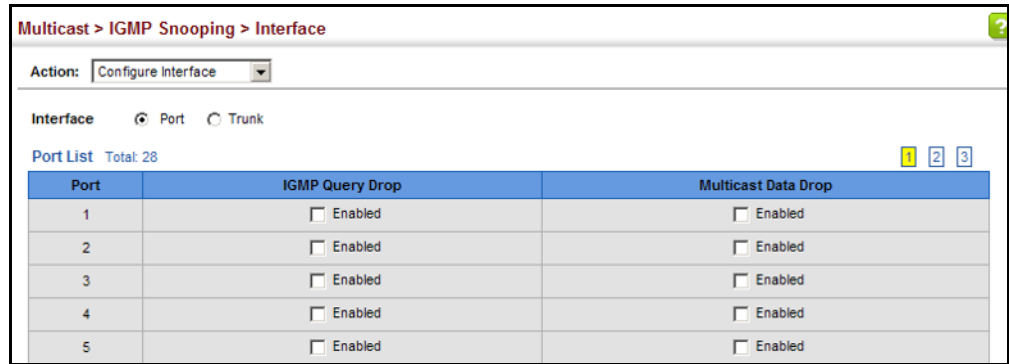 Multicast > IGMP Snooping > Interface ?
Action: Configure Interface
Interface Port Trunk
Port List Total: 28 1 2 3
Port IGMP Query Drop Multicast Data Drop
1 Enabled Enabled
2 Enabled Enabled
3 Enabled Enabled
4 Enabled Enabled
5 Enabled Enabled